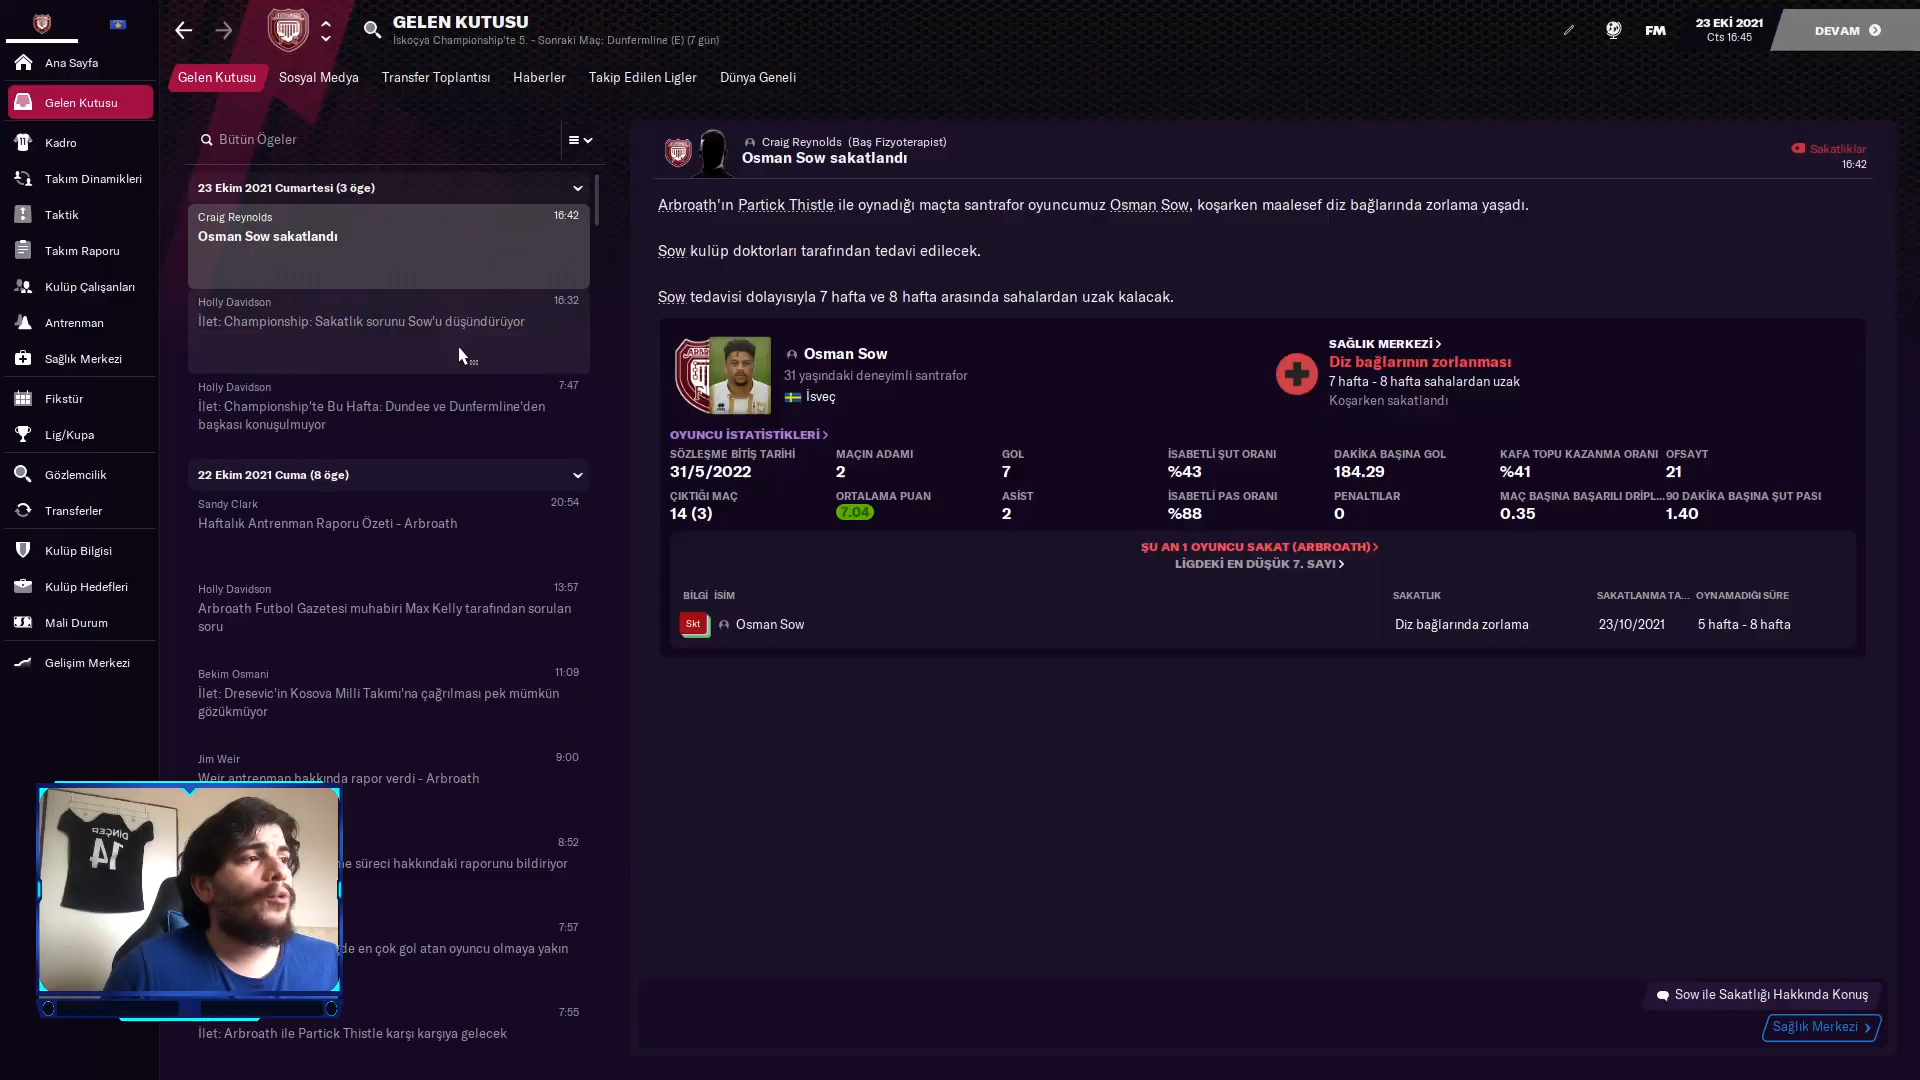 GELEN KUTUSU
İskoçya Championship'te 5. - Sonraki Maç: Dunfermline (E) (7 gün)
FM
23 EKİ 2021
Cts 16:45
DEVAM
Ana Sayfa
Gelen Kutusu
Kadro
Takım Dinamikleri
Taktik
Takım Raporu
Kulüp Çalışanları
Antrenman
Sağlık Merkezi
Fikstür
Lig/Kupa
Gözlemcilik
Transferler
Kulüp Bilgisi
Kulüp Hedefleri
Mali Durum
Gelişim Merkezi
Gelen Kutusu Sosyal Medya Transfer Toplantısı Haberler Takip Edilen Ligler Dünya Geneli
Bütün Ögeler
23 Ekim 2021 Cumartesi (3 öge)
Craig Reynolds 16:42
Osman Sow sakatlandı
Holly Davidson 16:32
İlet: Championship: Sakatlık sorunu Sow'u düşündürüyor
Holly Davidson 7:47
İlet: Championship'te Bu Hafta: Dundee ve Dunfermline'den
başkası konuşulmuyor
22 Ekim 2021 Cuma (8 öge)
Sandy Clark 20:54
Haftalık Antrenman Raporu Özeti - Arbroath
Holly Davidson 13:57
Arbroath Futbol Gazetesi muhabiri Max Kelly tarafından sorulan
soru
Bekim Osmani 11:09
İlet: Dresevic'in Kosova Milli Takımı'na çağrılması pek mümkün
gözükmüyor
Jim Weir 9:00
Weir antrenman hakkında rapor verdi - Arbroath
8:52
süreci hakkındaki raporunu bildiriyor
7:57
en çok gol atan oyuncu olmaya yakın
7:55
İlet: Arbroath ile Partick Thistle karşı karşıya gelecek
DİNÇER
14
Craig Reynolds (Baş Fizyoterapist)
Osman Sow sakatlandı
Sakatlıklar
16:42
Arbroath'ın Partick Thistle ile oynadığı maçta santrafor oyuncumuz Osman Sow, koşarken maalesef diz bağlarında zorlama yaşadı.
Sow kulüp doktorları tarafından tedavi edilecek.
Sow tedavisi dolayısıyla 7 hafta ve 8 hafta arasında sahalardan uzak kalacak.
Osman Sow
31 yaşındaki deneyimli santrafor
İsveç
SAĞLIK MERKEZİ
Diz bağlarının zorlanması
7 hafta - 8 hafta sahalardan uzak
Koşarken sakatlandı
OYUNCU İSTATİSTİKLERİ
SÖZLEŞME BİTİŞ TARİHİ MAÇIN ADAMI GOL İSABETLİ ŞUT ORANI DAKİKA BAŞINA GOL KAFA TOPU KAZANMA ORANI OFSAYT
31/5/2022 2 7 %43 184.29 %41 21
ÇIKTIĞI MAÇ ORTALAMA PUAN ASİST İSABETLİ PAS ORANI PENALTILAR MAÇ BAŞINA BAŞARILI DRİPL... 90 DAKİKA BAŞINA ŞUT PASI
14 (3) 7.04 2 %88 0 0.35 1.40
ŞU AN 1 OYUNCU SAKAT (ARBROATH)
LİGDEKİ EN DÜŞÜK 7. SAYI
BİLGİ İSİM SAKATLIK SAKATLANMA TA... OYNAMADIĞI SÜRE
Skt Osman Sow Diz bağlarında zorlama 23/10/2021 5 hafta - 8 hafta
Sow ile Sakatlığı Hakkında Konuş
Sağlık Merkezi